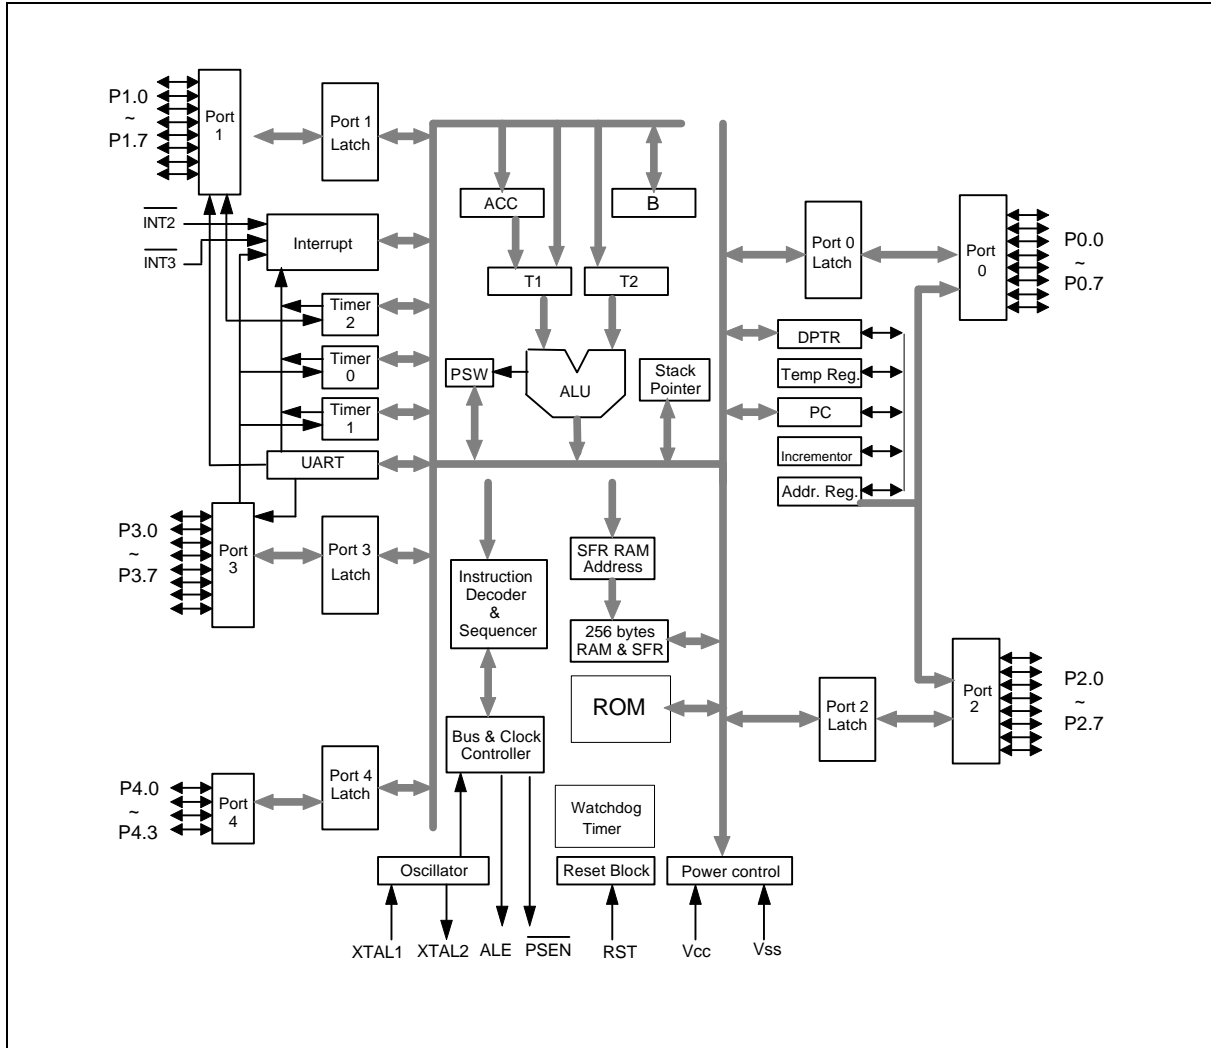 P1.0
~
P1.7
Port
1
Port 1
Latch
INT2
INT3
Interrupt
Timer
2
Timer
0
Timer
1
UART
P3.0
~
P3.7
Port
3
Port 3
Latch
P4.0
~
P4.3
Port
4
Port 4
Latch
ACC
B
T1
T2
PSW
ALU
Stack
Pointer
Instruction
Decoder
&
Sequencer
SFR RAM
Address
256 bytes
RAM & SFR
ROM
Bus & Clock
Controller
Watchdog
Timer
Oscillator
Reset Block
Power control
XTAL1
XTAL2
ALE
PSEN
RST
Vcc
Vss
Port 0
Latch
Port
0
P0.0
~
P0.7
DPTR
Temp Reg.
PC
Incrementor
Addr. Reg.
Port 2
Latch
Port
2
P2.0
~
P2.7